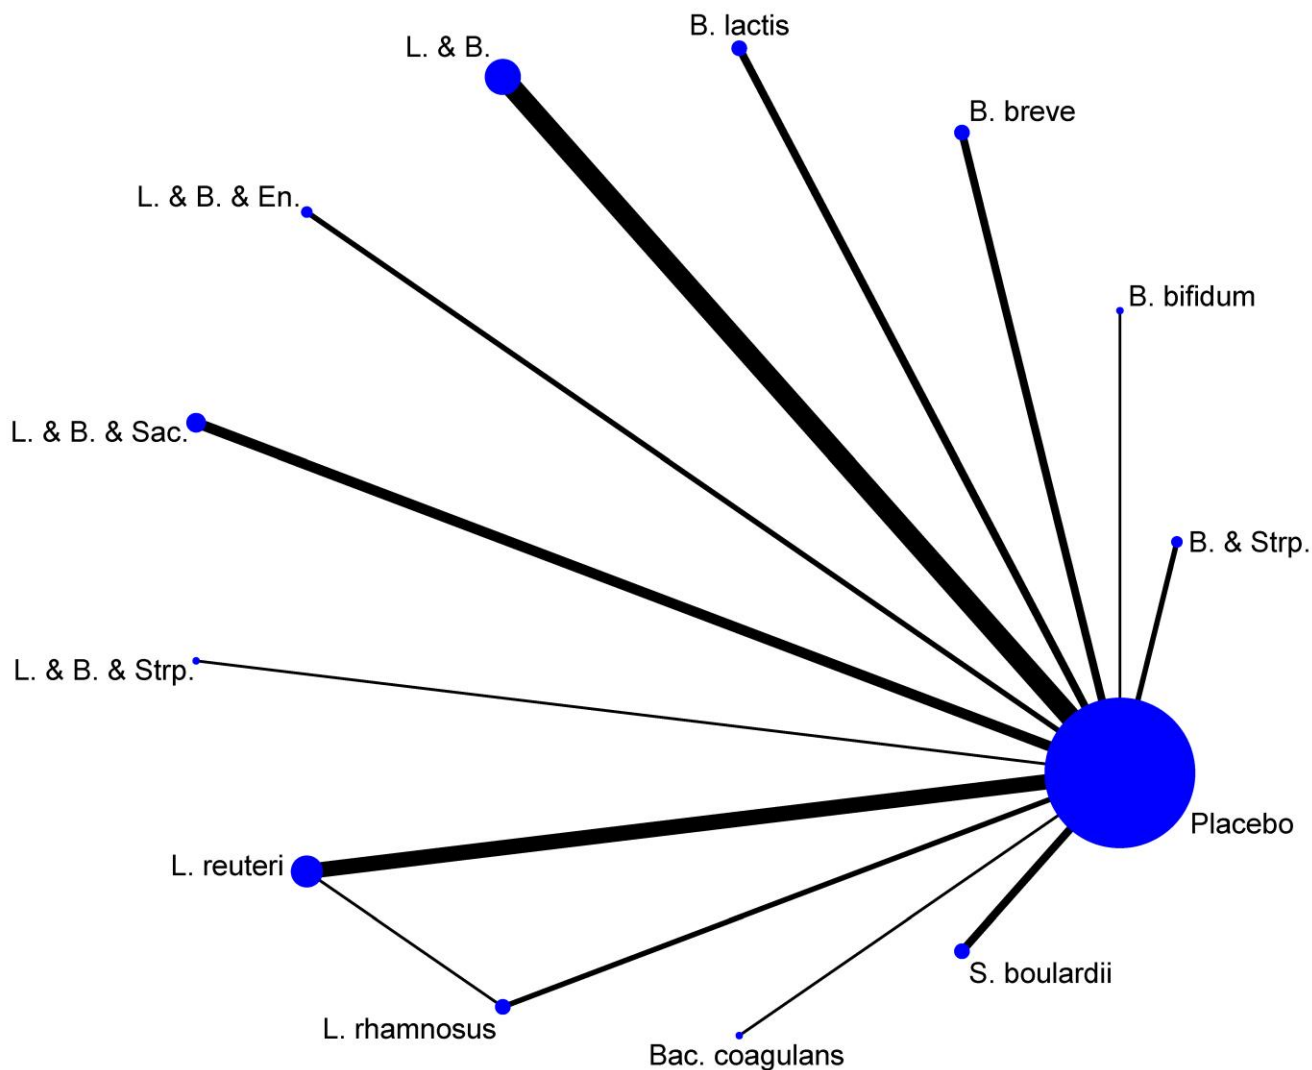 B. lactis
L. & B.
B. breve
L. & B. & En.
B. bifidum
L. & B. & Sac.
B. & Strp.
L. & B. & Strp.
Placebo
L. reuteri
S. boulardii
L. rhamnosus
Bac. coagulans